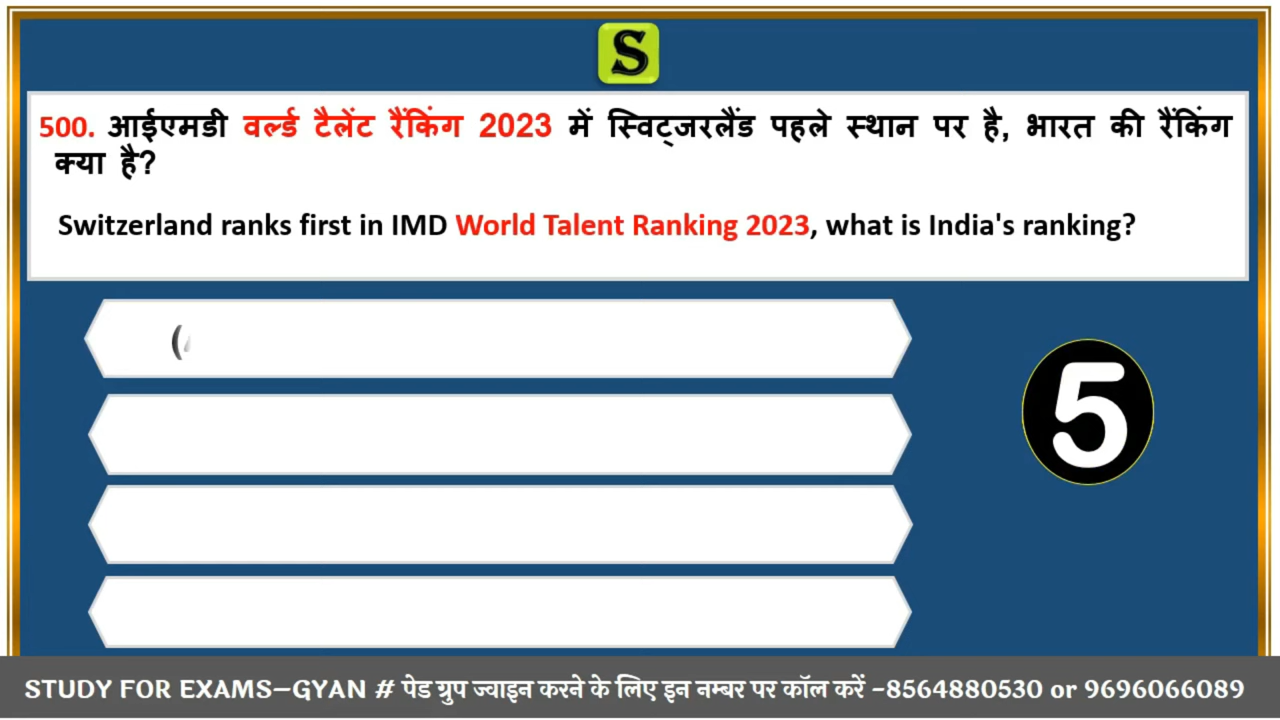 S
500. आईएमडी वर्ल्ड टैलेंट रैंकिंग 2023 में स्विट्जरलैंड पहले स्थान पर है, भारत की रैंकिंग
क्या है?
Switzerland ranks first in IMD World Talent Ranking 2023, what is India's ranking?
(
5
STUDY FOR EXAMS–GYAN # पेड ग्रुप ज्वाइन करने के लिए इन नम्बर पर कॉल करें –8564880530 or 9696066089